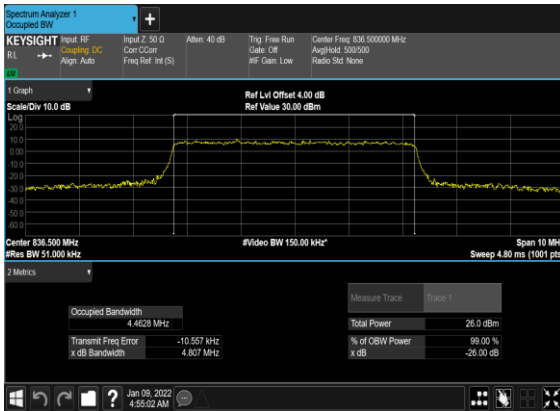 Spectrum Analyzer 1
Occupied BW
KEYSIGHT
RL
Input: RF
Coupling: DC
Align: Auto
Input Z: 50 Ω
Corr CCorr
Freq Ref: Int (S)
Atten: 40 dB
Trig: Free Run
Gate: Off
#IF Gain: Low
Center Freq: 836.500000 MHz
Avg|Hold: 500/500
Radio Std: None
LW
1 Graph
Scale/Div 10.0 dB
Ref Lvl Offset 4.00 dB
Ref Value 30.00 dBm
Log
20.0
10.0
0.00
-10.0
-20.0
-30.0
-40.0
-50.0
-60.0
Center 836.500 MHz
#Res BW 51.000 kHz
#Video BW 150.00 kHz*
Span 10 MH
Sweep 4.80 ms (1001 pts
2 Metrics
Measure Trace
Trace 1
Occupied Bandwidth
4.4628 MHz
Total Power
26.0 dBm
Transmit Freq Error
-10.557 kHz
% of OBW Power
99.00 %
x dB Bandwidth
4.807 MHz
x dB
-26.00 dB
Jan 09, 2022
4:55:02 AM